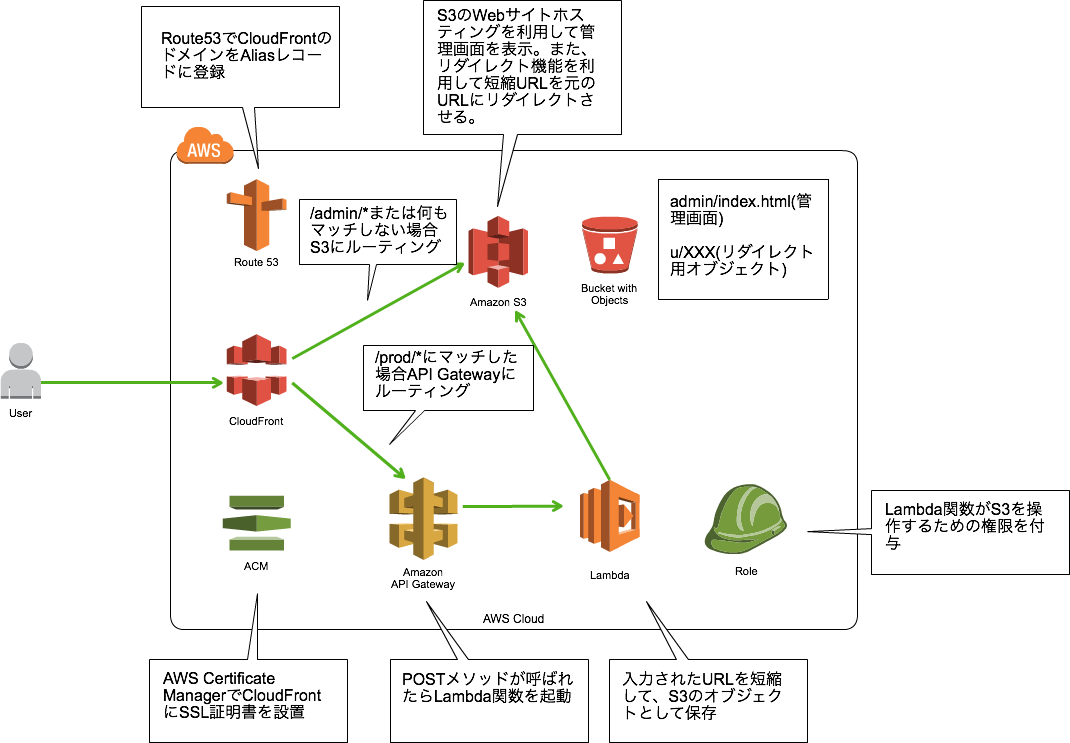 Route53でCloudFrontの
ドメインをAliasレコー
ドに登録
S3のWebサイトホス
ティングを利用して管
理画面を表示。また、
リダイレクト機能を利
用して短縮URLを元の
URLにリダイレクトさ
せる。
AWS
Route 53
/admin/*または何も
マッチしない場合
S3にルーティング
Amazon S3
Bucket with
Objects
admin/index.html(管
理画面)
u/XXX(リダイレクト
用オブジェクト)
User
CloudFront
/prod/*にマッチした
場合API Gatewayに
ルーティング
ACM
Amazon
API Gateway
Lambda
Role
Lambda関数がS3を操
作するための権限を付
与
AWS Cloud
AWS Certificate
ManagerでCloudFront
にSSL証明書を設置
POSTメソッドが呼ばれ
たらLambda関数を起動
入力されたURLを短縮
して、S3のオブジェク
トとして保存